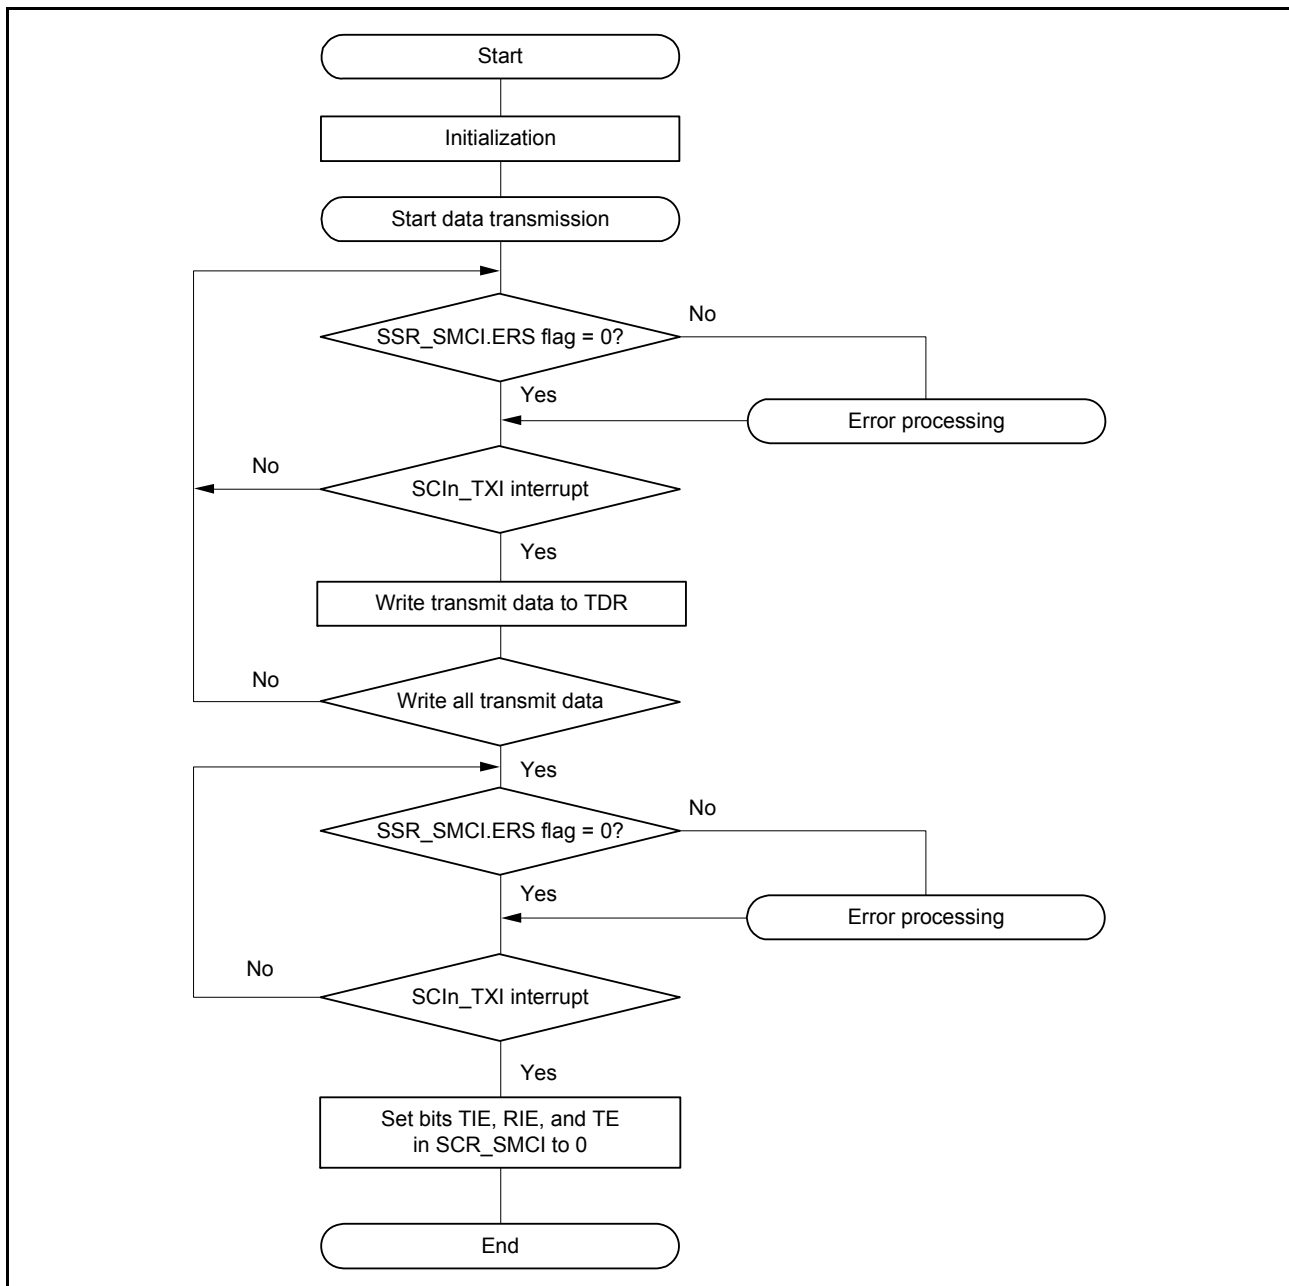 Start
Initialization
Start data transmission
SSR_SMCI.ERS flag = 0?
No
Yes
Error processing
No
SCIn_TXI interrupt
Yes
Write transmit data to TDR
No
Write all transmit data
Yes
No
SSR_SMCI.ERS flag = 0?
Yes
Error processing
No
SCIn_TXI interrupt
Yes
Set bits TIE, RIE, and TE
in SCR_SMCI to 0
End